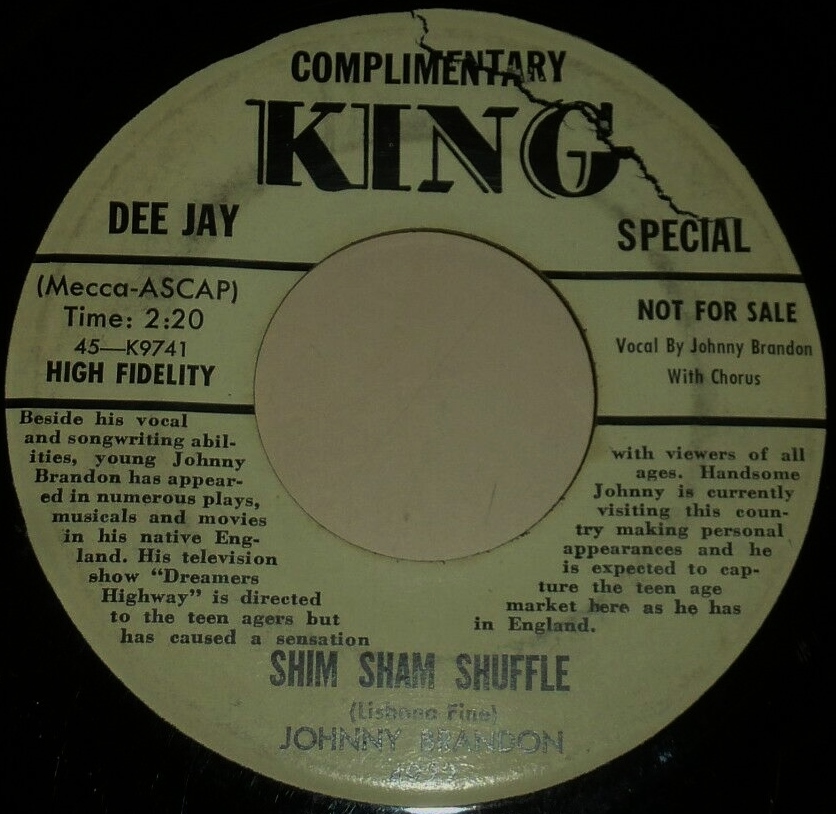 COMPLIMENTARY
KING
DEE JAY
SPECIAL
(Mecca-ASCAP)
Time: 2:20
45—K9741
HIGH FIDELITY
NOT FOR SALE
Vocal By Johnny Brandon
With Chorus
Beside his vocal
and songwriting abil-
ities, young Johnny
Brandon has appear-
ed in numerous plays,
musicals and movies
in his native Eng-
land. His television
show “Dreamers
Highway” is directed
to the teen agers but
has caused a sensation
with viewers of all
ages. Handsome
Johnny is currently
visiting this coun-
try making personal
appearances and he
is expected to cap-
ture the teen age
market here as he has
in England.
SHIM SHAM SHUFFLE
Fine)
JOHNNY BRANDON